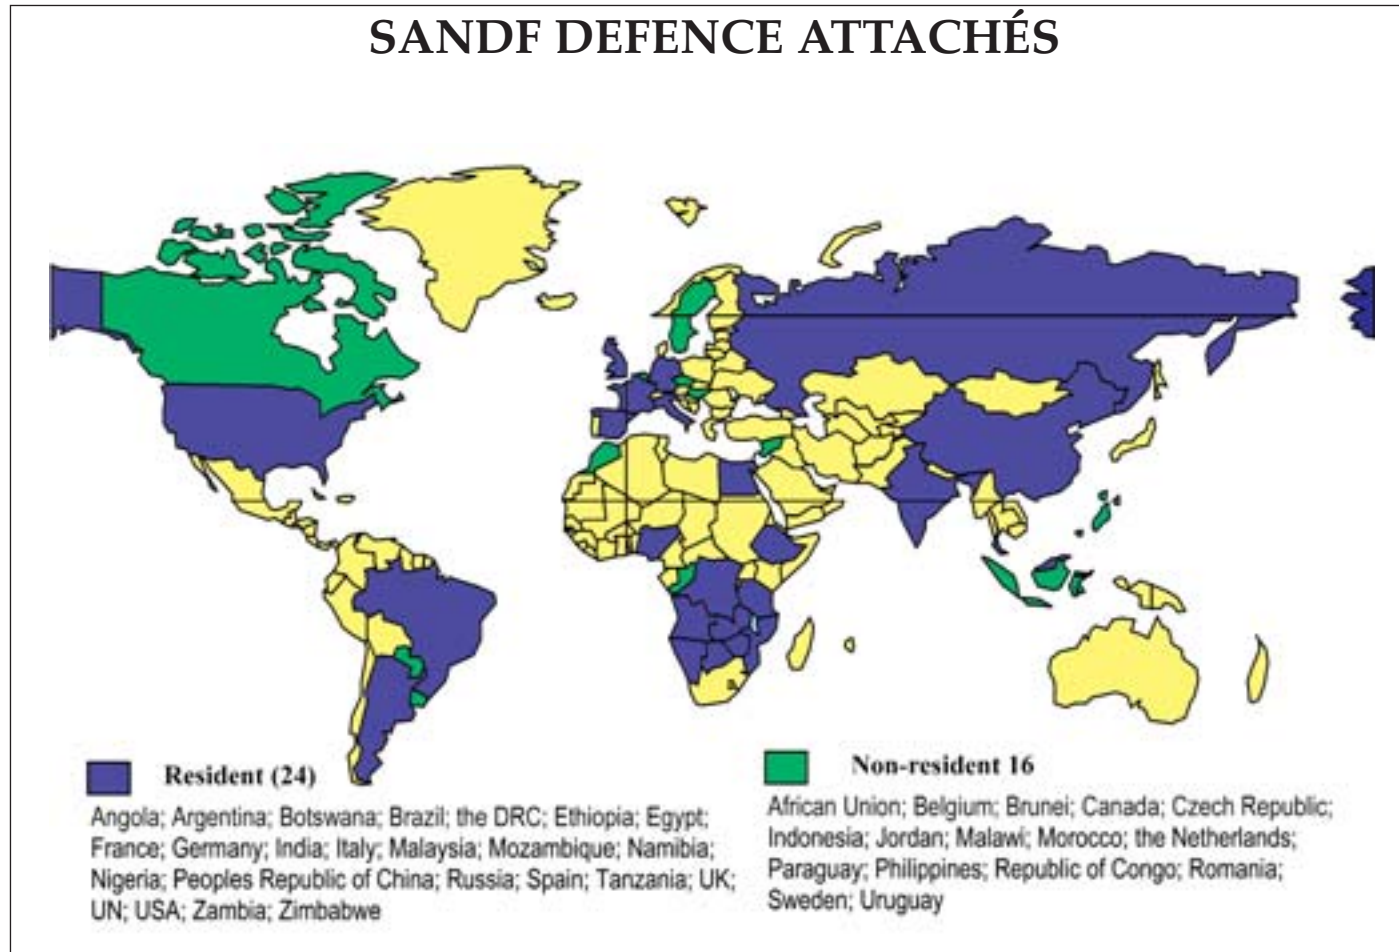 SANDF DEFENCE ATTACHÉS
Resident (24)
Angola; Argentina; Botswana; Brazil; the DRC; Ethiopia; Egypt;
France; Germany; India; Italy; Malaysia; Mozambique; Namibia;
Nigeria; Peoples Republic of China; Russia; Spain; Tanzania; UK;
UN; USA; Zambia; Zimbabwe
Non-resident 16
African Union; Belgium; Brunei; Canada; Czech Republic;
Indonesia; Jordan; Malawi; Morocco; the Netherlands;
Paraguay; Philippines; Republic of Congo; Romania;
Sweden; Uruguay